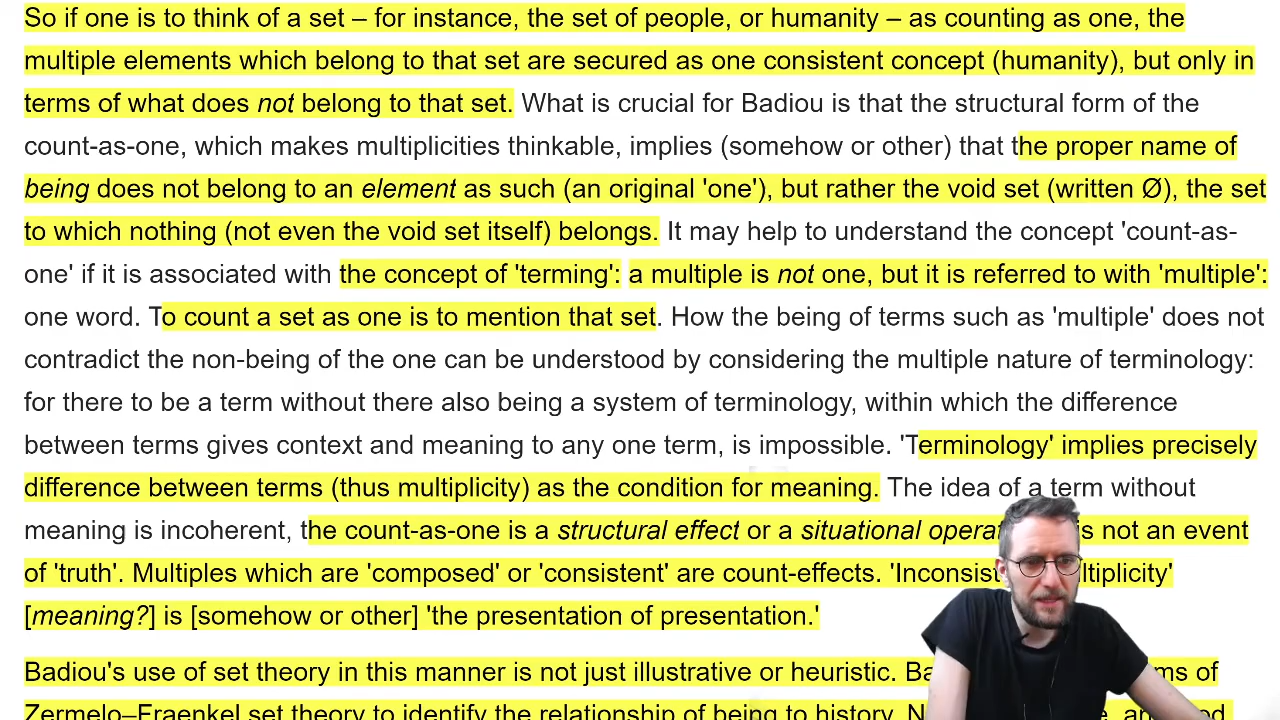 So if one is to think of a set – for instance, the set of people, or humanity – as counting as one, the
multiple elements which belong to that set are secured as one consistent concept (humanity), but only in
terms of what does not belong to that set. What is crucial for Badiou is that the structural form of the
count-as-one, which makes multiplicities thinkable, implies (somehow or other) that the proper name of
being does not belong to an element as such (an original 'one'), but rather the void set (written Ø), the set
to which nothing (not even the void set itself) belongs. It may help to understand the concept 'count-as-
one' if it is associated with the concept of 'terming': a multiple is not one, but it is referred to with 'multiple':
one word. To count a set as one is to mention that set. How the being of terms such as 'multiple' does not
contradict the non-being of the one can be understood by considering the multiple nature of terminology:
for there to be a term without there also being a system of terminology, within which the difference
between terms gives context and meaning to any one term, is impossible. 'Terminology' implies precisely
difference between terms (thus multiplicity) as the condition for meaning. The idea of a term without
meaning is incoherent, the count-as-one is a structural effect or a situational is not an event
of 'truth'. Multiples which are 'composed' or 'consistent' are count-effects.
[meaning?] is [somehow or other] 'the presentation of presentation.'
Badiou's use of set theory in this manner is not just illustrative or heuristic. of
Zermelo–Fraenkel set theory to identify the relationship of being to history,